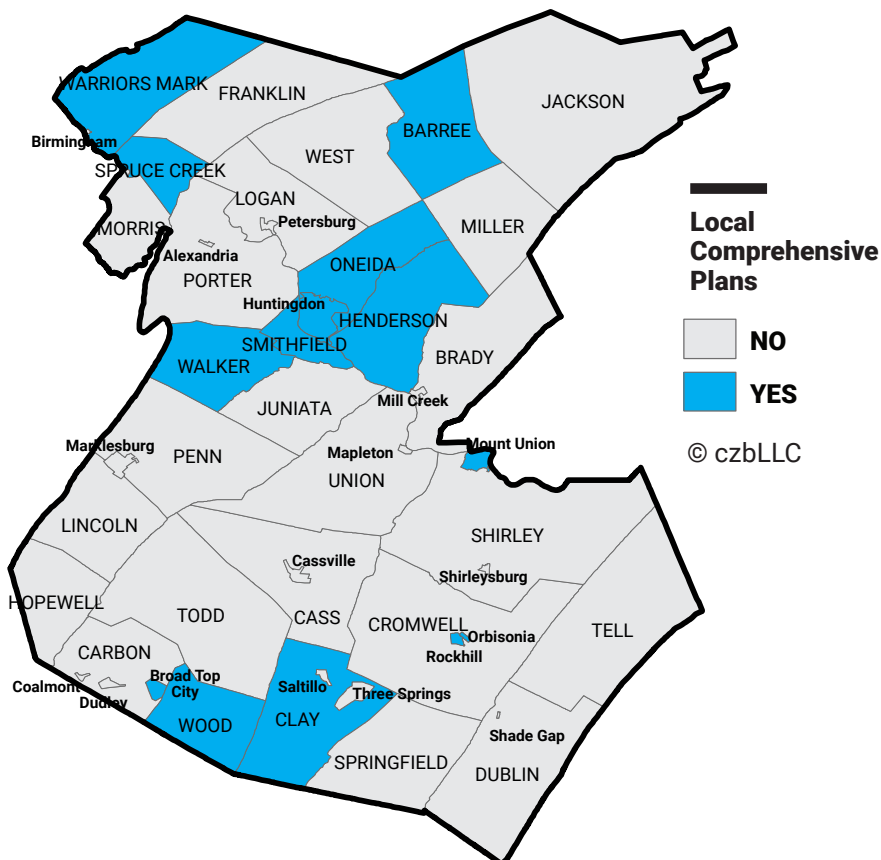 WARRIORS MARK
FRANKLIN
JACKSON
BARREE
Birmingham
WEST
SPRUCE CREEK
LOGAN
Petersburg
MORRIS
MILLER
Alexandria
PORTER
ONEIDA
Huntingdon
HENDERSON
SMITHFIELD
WALKER
BRADY
Mill Creek
JUNIATA
Marklesburg
PENN
Mapleton
Mount Union
UNION
LINCOLN
SHIRLEY
Cassville
Shirleysburg
HOPEWELL
TODD
CASS
CROMWELL
Orbisonia
TELL
CARBON
Rockhill
Coalmont
Dudley
Broad Top
City
Saltillo
Three Springs
WOOD
CLAY
Shade Gap
SPRINGFIELD
DUBLIN
Local
Comprehensive
Plans
NO
YES
© czbLLC